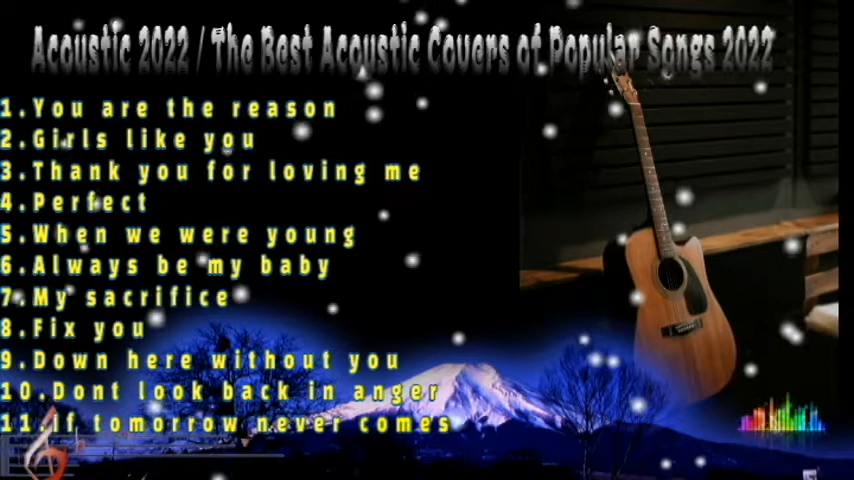 Acoustic 2022 / The Best Acoustic Covers of Popular Songs 2022
1.You are the reason
2.Girls like you
3.Thank you for loving me
4.Perfect
5.When we were young
6.Always be my baby
7.My sacrifice
8.Fix you
9.Down here without you
10.Dont look back in anger
11.if tomorrow never comes